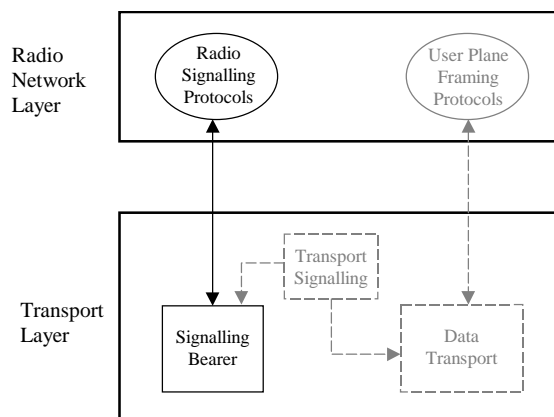 Radio
Network
Layer
Radio
Signalling
Protocols
User Plane
Framing
Protocols
Transport
Layer
Transport
Signalling
Signalling
Bearer
Data
Transport